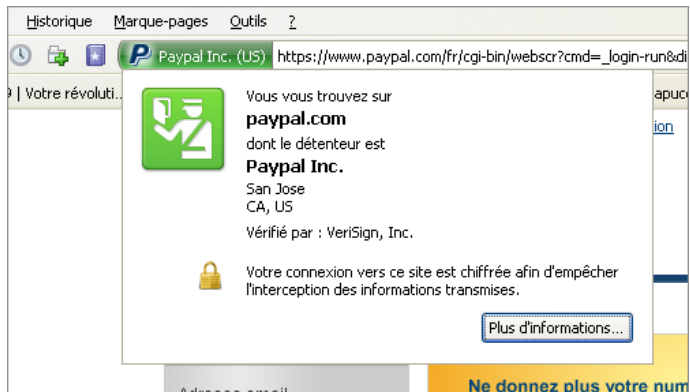 Historique Marque-pages Outils ?
Paypal Inc. (US) https://www.paypal.com/fr/cgi-bin/webscr?cmd=_login-run&di
| Votre révoluti...
Vous vous trouvez sur
paypal.com
dont le détenteur est
Paypal Inc.
San Jose
CA, US
Vérifié par : VeriSign, Inc.
Votre connexion vers ce site est chiffrée afin d'empêcher
l'interception des informations transmises.
Plus d'informations...
Ne donnez plus votre num